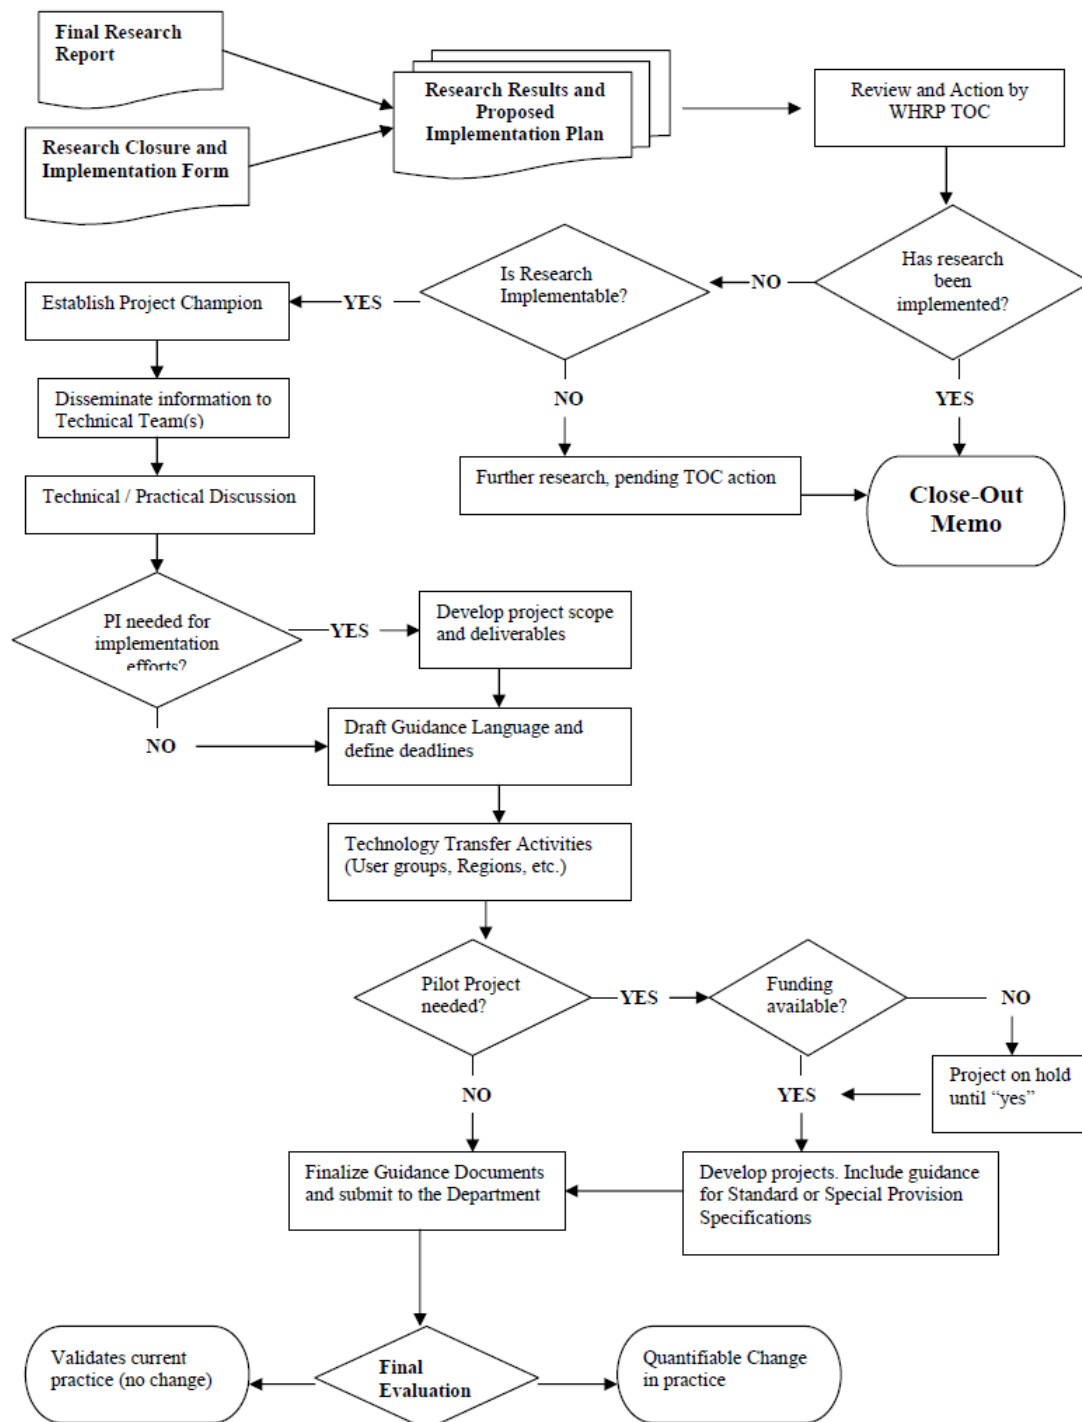 Final Research
Report
Research Results and
Proposed
Implementation Plan
Review and Action by
WHRP TOC
Research Closure and
Implementation Form
Has research
been
implemented?
NO
Is Research
Implementable?
YES
Establish Project Champion
NO
YES
Disseminate information to
Technical Team(s)
Further research, pending TOC action
Close-Out
Memo
Technical / Practical Discussion
PI needed for
implementation
efforts?
YES
Develop project scope
and deliverables
NO
Draft Guidance Language and
define deadlines
Technology Transfer Activities
(User groups, Regions, etc.)
Pilot Project
needed?
YES
Funding
available?
NO
Project on hold
until “yes”
NO
YES
Finalize Guidance Documents
and submit to the Department
Develop projects. Include guidance
for Standard or Special Provision
Specifications
Validates current
practice (no change)
Final
Evaluation
Quantifiable Change
in practice